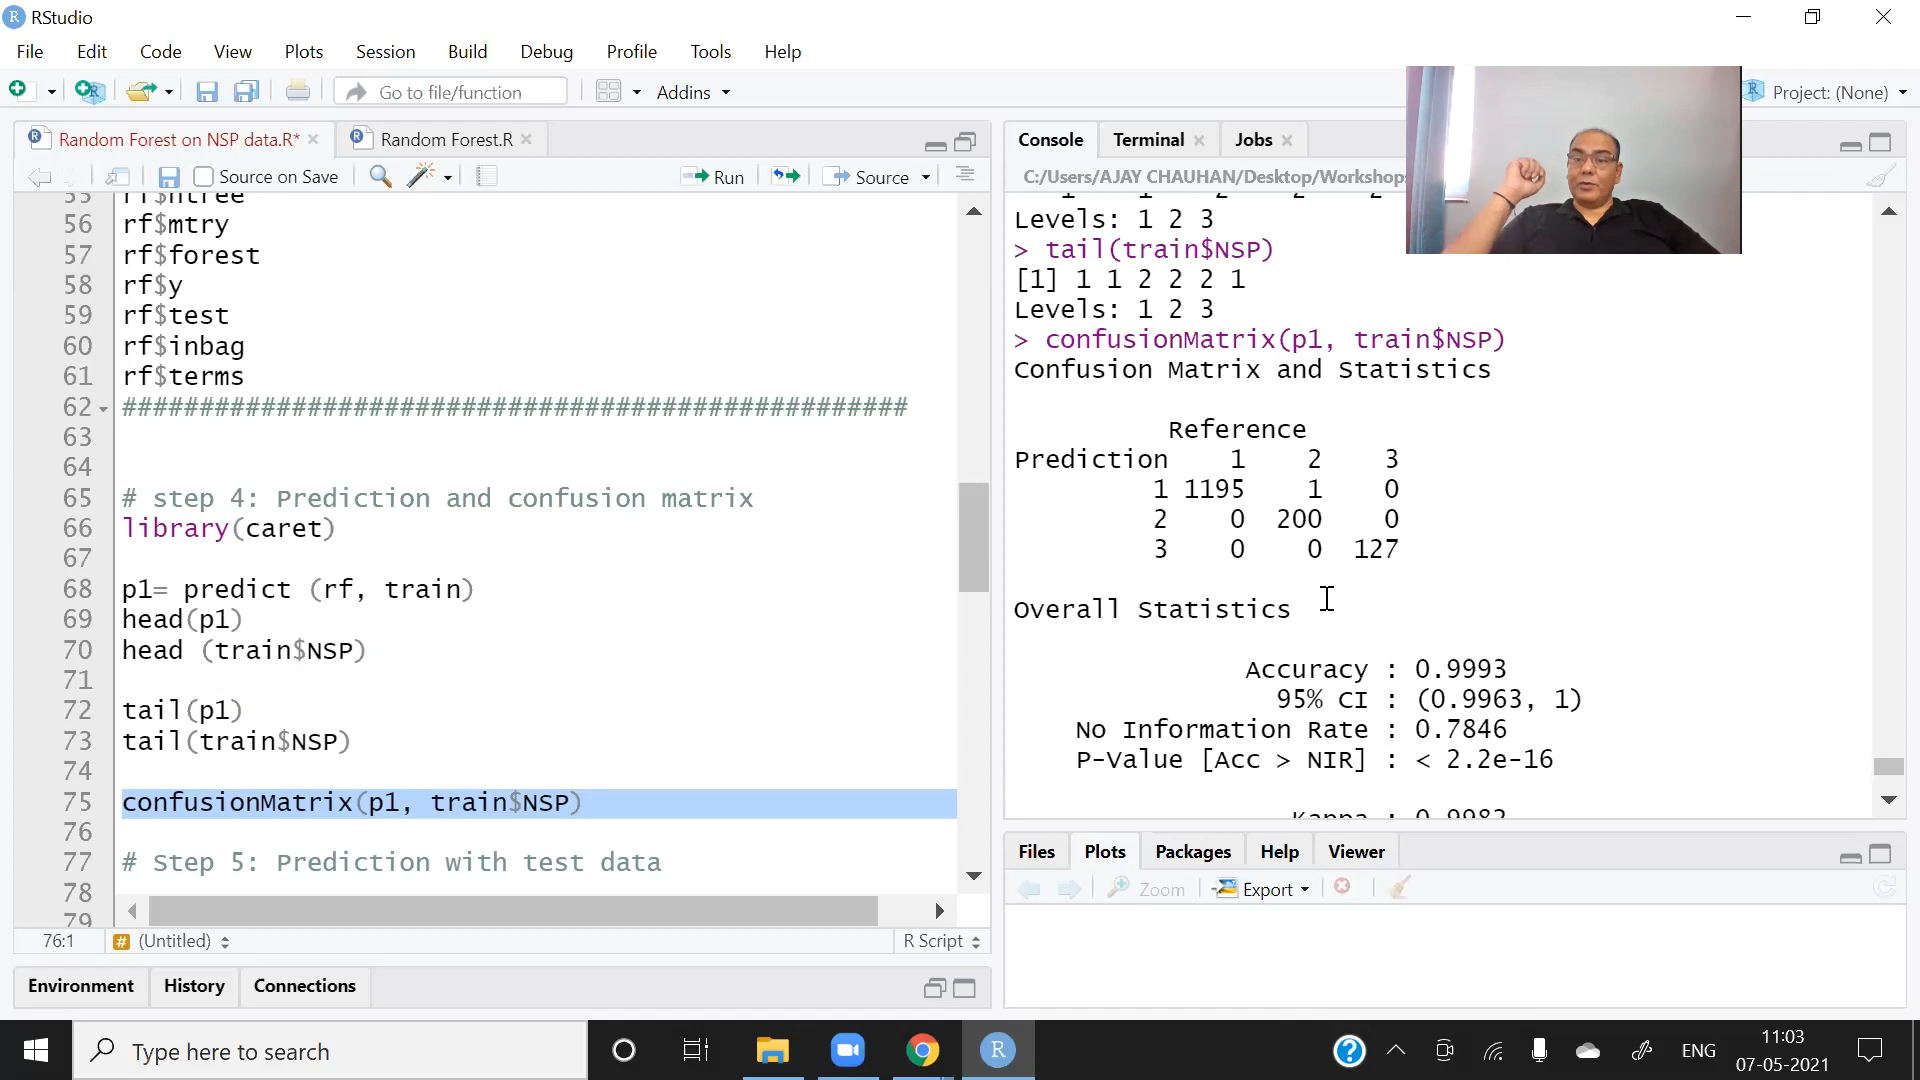 RStudio
File Edit Code View Plots Session Build Debug Profile Tools Help
Go to file/function
Addins
Project: (None)
Random Forest on NSP data.R*
Random Forest.R
Source on Save
Run
Source
55 rf$ntree
56 rf$mtry
57 rf$forest
58 rf$y
59 rf$test
60 rf$inbag
61 rf$terms
62 ###################################################
63
64
65 # step 4: Prediction and confusion matrix
66 library(caret)
67
68 p1= predict (rf, train)
69 head(p1)
70 head (train$NSP)
71
72 tail(p1)
73 tail(train$NSP)
74
75 confusionMatrix(p1, train$NSP)
76
77 # Step 5: Prediction with test data
78
79
76:1 # (Untitled) R Script
Environment History Connections
Console Terminal Jobs
C:/Users/AJAY CHAUHAN/Desktop/Workshops
Levels: 1 2 3
> tail(train$NSP)
[1] 1 1 2 2 2 1
Levels: 1 2 3
> confusionMatrix(p1, train$NSP)
Confusion Matrix and Statistics
Reference
Prediction 1 2 3
1 1195 1 0
2 0 200 0
3 0 0 127
Overall Statistics
Accuracy : 0.9993
95% CI : (0.9963, 1)
No Information Rate : 0.7846
P-Value [Acc > NIR] : < 2.2e-16
Kappa : 0.9982
Files Plots Packages Help Viewer
Zoom Export
Type here to search
R
ENG
11:03
07-05-2021